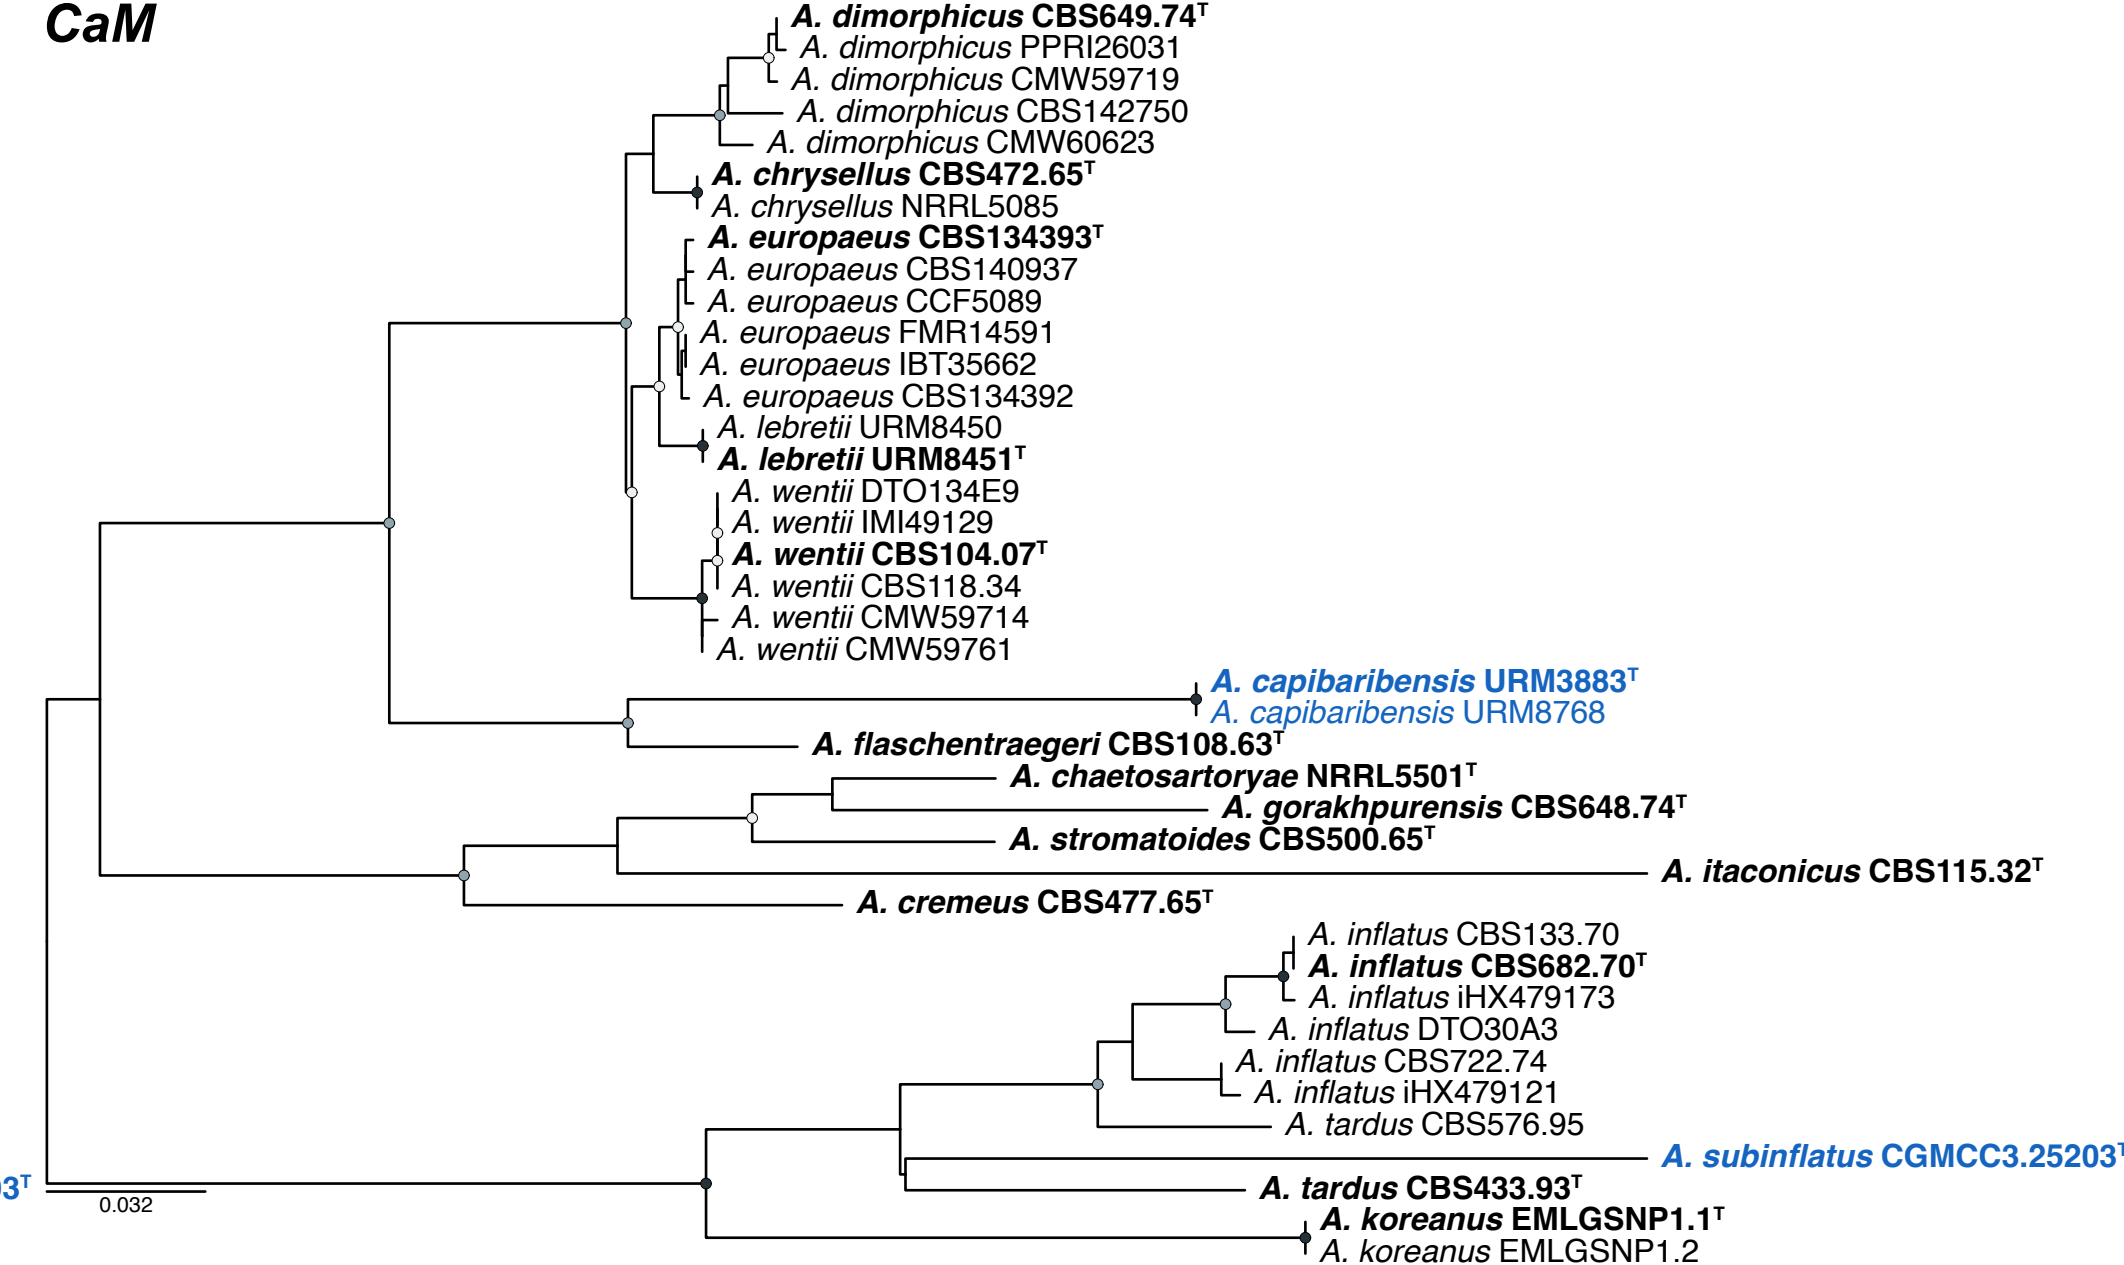 CaM
A. dimorphicus CBS649.74ᵀ
A. dimorphicus PPRI26031
A. dimorphicus CMW59719
A. dimorphicus CBS142750
A. dimorphicus CMW60623
A. chrysellus CBS472.65ᵀ
A. chrysellus NRRL5085
A. europaeus CBS134393ᵀ
A. europaeus CBS140937
A. europaeus CCF5089
A. europaeus FMR14591
A. europaeus IBT35662
A. europaeus CBS134392
A. lebretii URM8450
A. lebretii URM8451ᵀ
A. wentii DTO134E9
A. wentii IMI49129
A. wentii CBS104.07ᵀ
A. wentii CBS118.34
A. wentii CMW59714
A. wentii CMW59761
A. capibaribensis URM3883ᵀ
A. capibaribensis URM8768
A. flaschentraegeri CBS108.63ᵀ
A. chaetosartoryae NRRL5501ᵀ
A. gorakhpurensis CBS648.74ᵀ
A. stromatoides CBS500.65ᵀ
A. itaconicus CBS115.32ᵀ
A. cremeus CBS477.65ᵀ
A. inflatus CBS133.70
A. inflatus CBS682.70ᵀ
A. inflatus iHX479173
A. inflatus DTO30A3
A. inflatus CBS722.74
A. inflatus iHX479121
A. tardus CBS576.95
A. subinflatus CGMCC3.25203ᵀ
A. tardus CBS433.93ᵀ
3ᵀ
0.032
A. koreanus EMLGSNP1.1ᵀ
A. koreanus EMLGSNP1.2